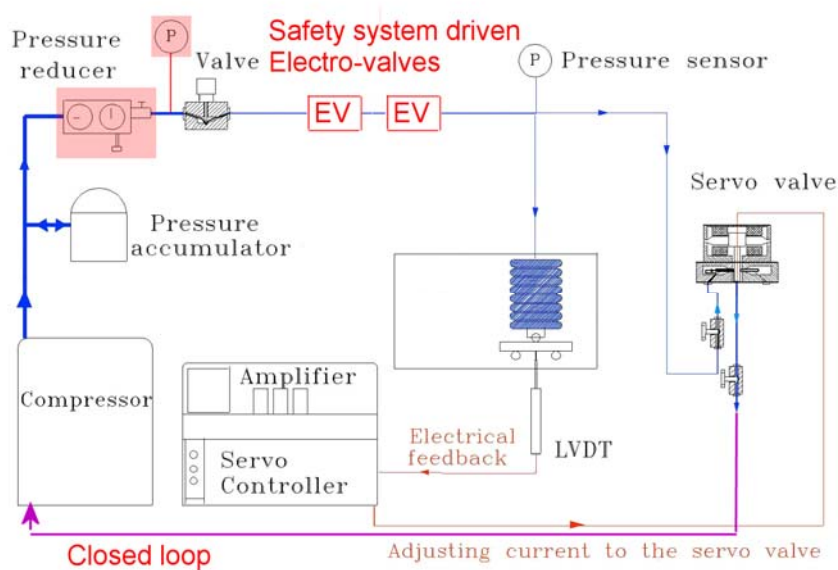 Pressure
reducer
P
Valve
Safety system driven
Electro-valves
P
Pressure sensor
EV
EV
Servo valve
Pressure
accumulator
Compressor
Amplifier
Servo
Controller
Electrical
feedback
LVDT
Closed loop
Adjusting current to the servo valve